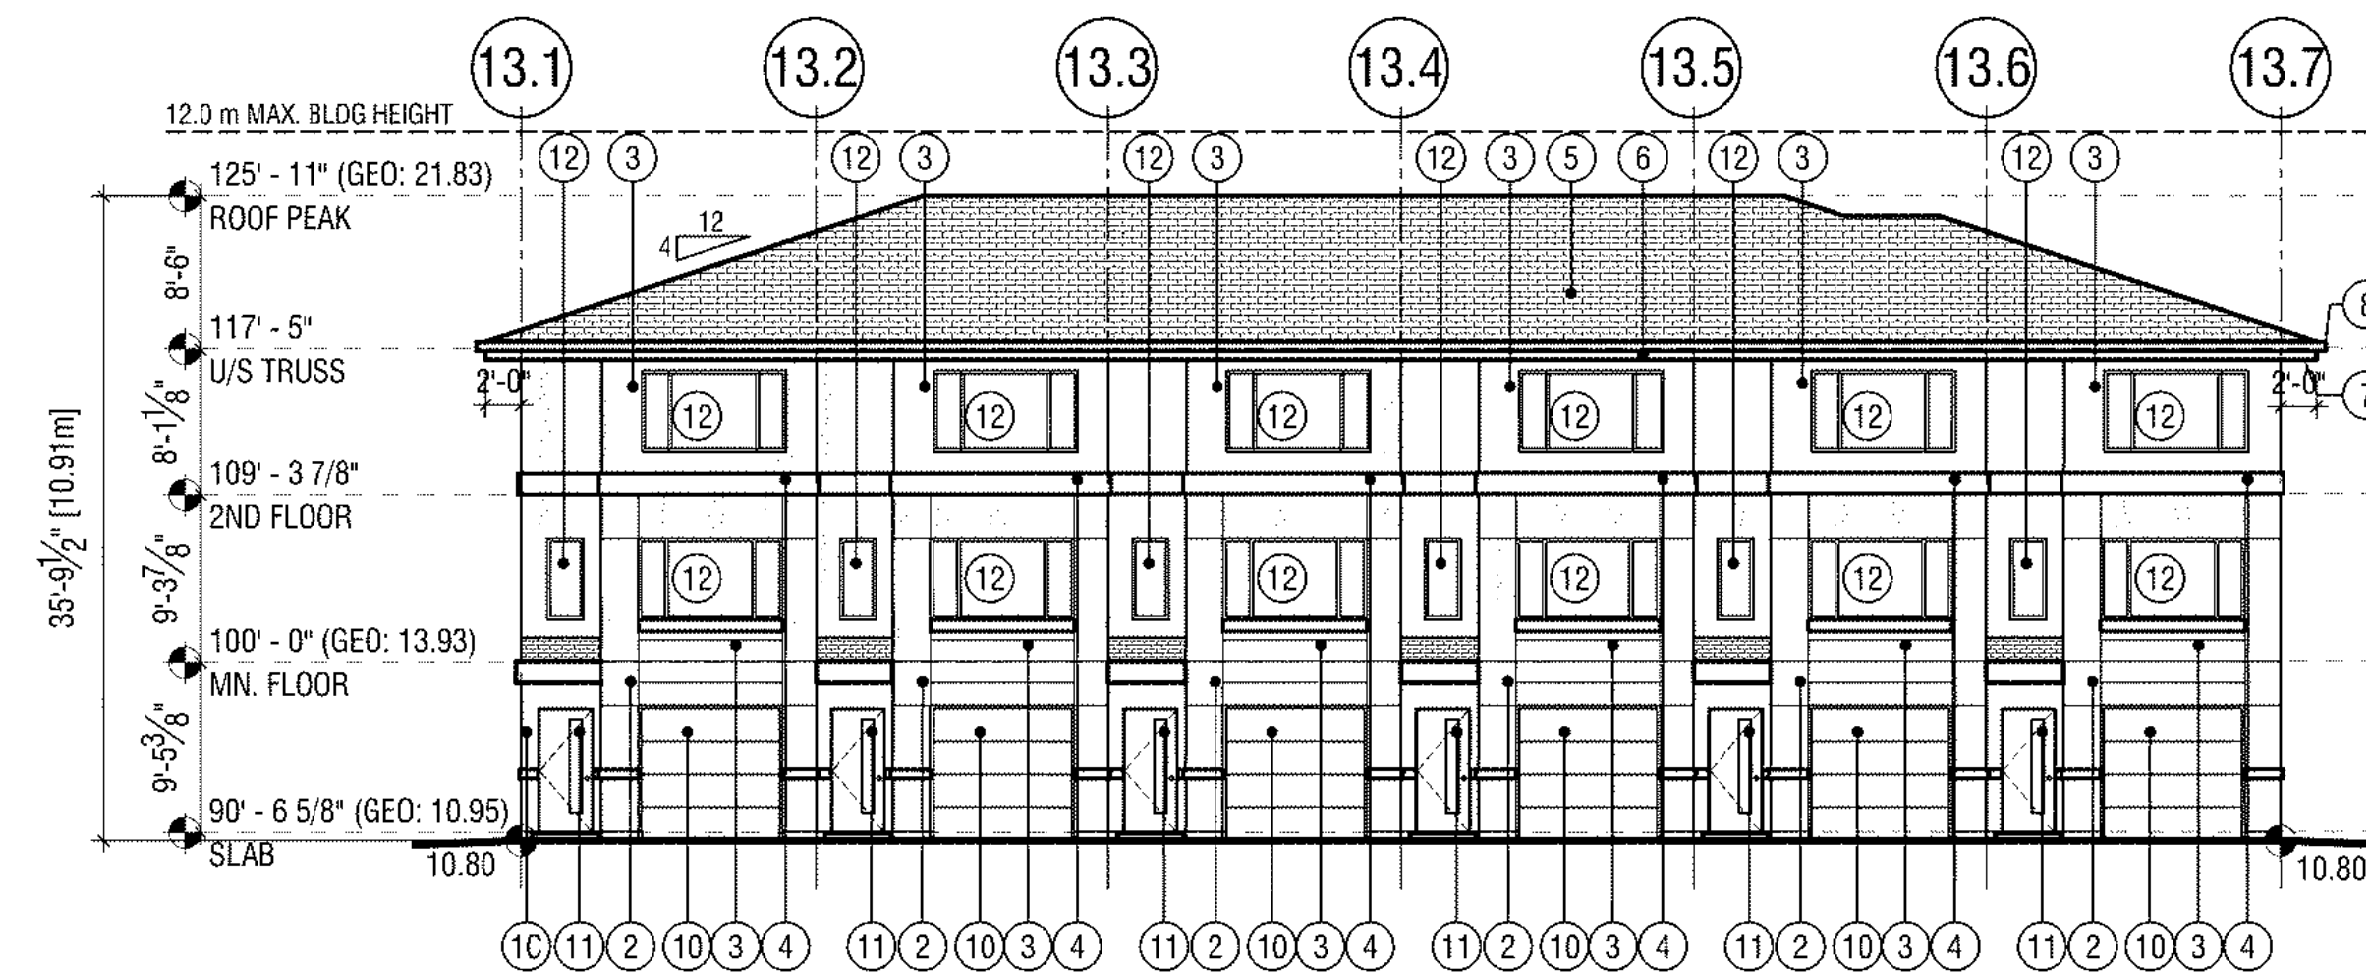 13.1 13.2 13.3 13.4 13.5 13.6 13.7
12.0 m MAX. BLDG HEIGHT
12 3 12 3 12 3 12 3 5 6 12 3 12 3
125' - 11" (GEO: 21.83)
ROOF PEAK
12
4
8'-6"
117' - 5"
U/S TRUSS
2'-0" 2'-0"
8'-1 1/8"
12 12 12 12 12 12
109' - 3 7/8"
2ND FLOOR
35'-9 1/2" [10.91m]
9'-3 7/8"
12 12 12 12 12 12
100' - 0" (GEO: 13.93)
MN. FLOOR
9'-5 3/8"
90' - 6 5/8" (GEO: 10.95)
SLAB
10.80 10.80
10 11 2 10 3 4 11 2 10 3 4 11 2 10 3 4 11 2 10 3 4 11 2 10 3 4 11 2 10 3 4